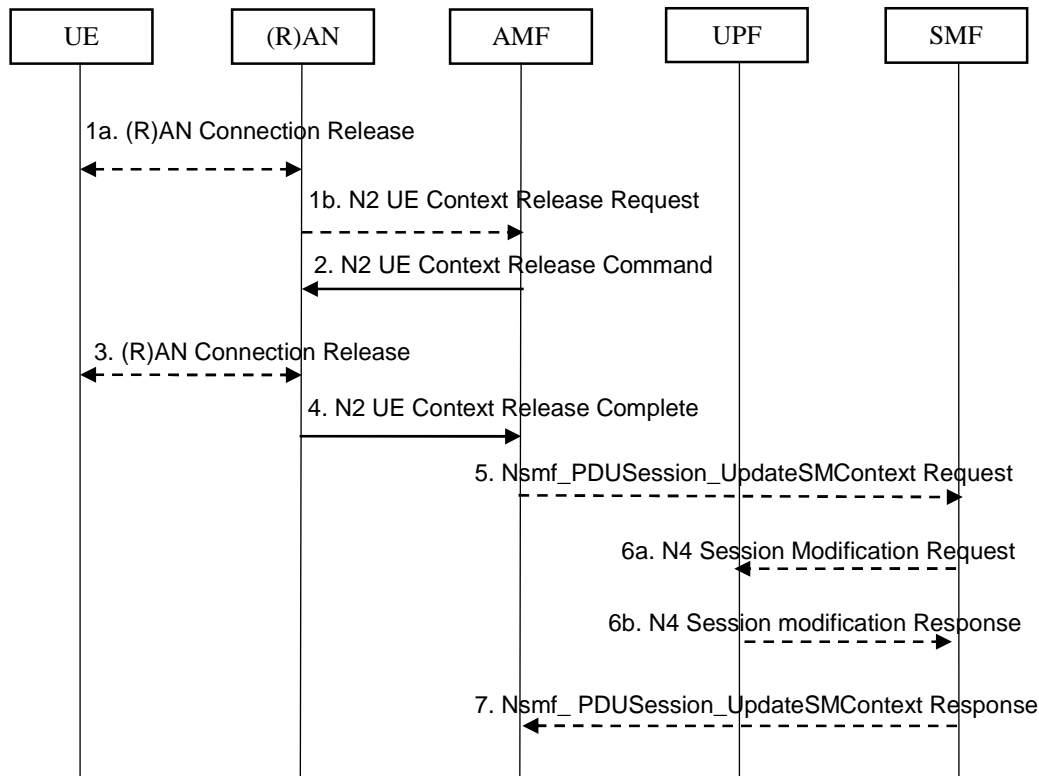 UE
(R)AN
AMF
UPF
SMF
1a. (R)AN Connection Release
1b. N2 UE Context Release Request
2. N2 UE Context Release Command
3. (R)AN Connection Release
4. N2 UE Context Release Complete
5. Nsmf_PDUSession_UpdateSMContext Request
6a. N4 Session Modification Request
6b. N4 Session modification Response
7. Nsmf_ PDUSession_UpdateSMContext Response